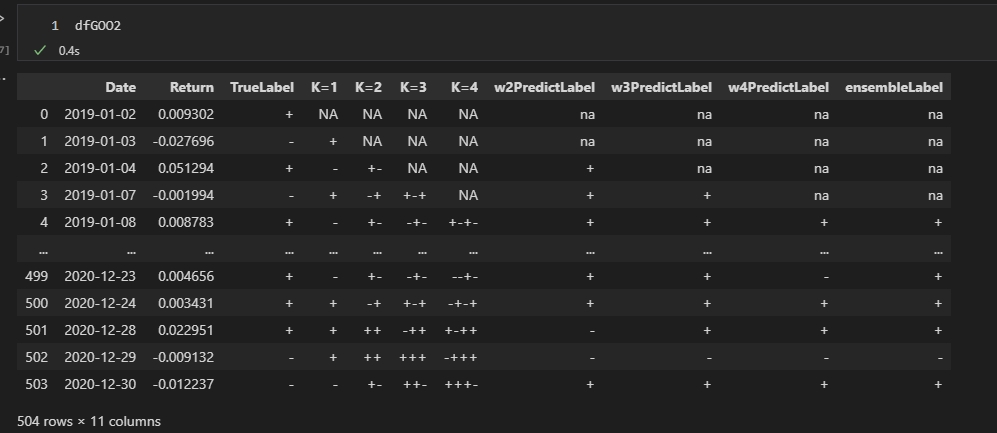 1 dfGOO2
7] ✓ 0.4s
Date Return TrueLabel K=1 K=2 K=3 K=4 w2PredictLabel w3PredictLabel w4PredictLabel ensembleLabel
0 2019-01-02 0.009302 + NA NA NA NA na na na na
1 2019-01-03 -0.027696 - + NA NA NA na na na na
2 2019-01-04 0.051294 + - +- NA NA + na na na
3 2019-01-07 -0.001994 - + -+ +-+ NA + + na na
4 2019-01-08 0.008783 + - +- -+- +-+- + + + +
... ... ... ... ... ... ... ... ... ... ... ...
499 2020-12-23 0.004656 + - +- -+- --+- + + - +
500 2020-12-24 0.003431 + + -+ +-+ -+-+ + + + +
501 2020-12-28 0.022951 + + ++ -++ +-++ - + + +
502 2020-12-29 -0.009132 - + ++ +++ -+++ - - - -
503 2020-12-30 -0.012237 - - +- ++- +++- + + + +
504 rows × 11 columns